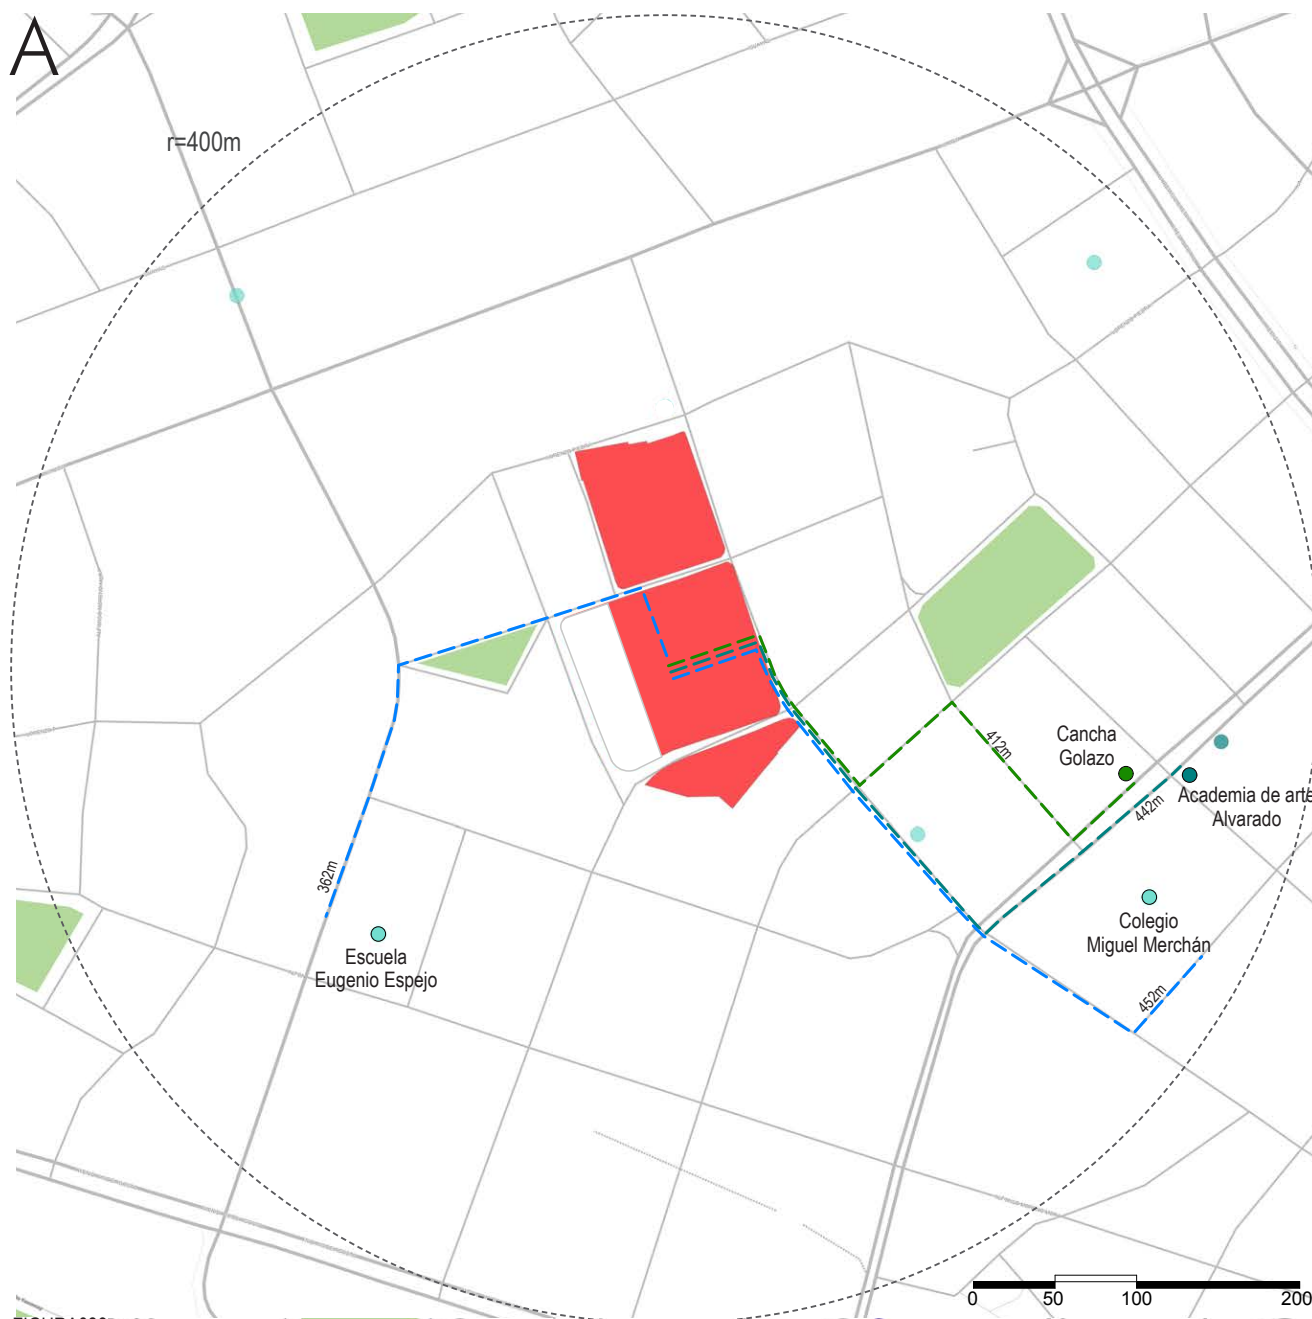 A
r=400m
412m
Cancha
Golazo
442m
Academia de arte
Alvarado
362m
Escuela
Eugenio Espejo
Colegio
Miguel Merchán
452m
0 50 100 200